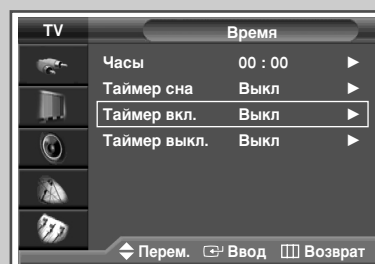 TV Время
Часы 00 : 00
Таймер сна Выкл
Таймер вкл. Выкл
Таймер выкл. Выкл
Перем. Ввод Возврат